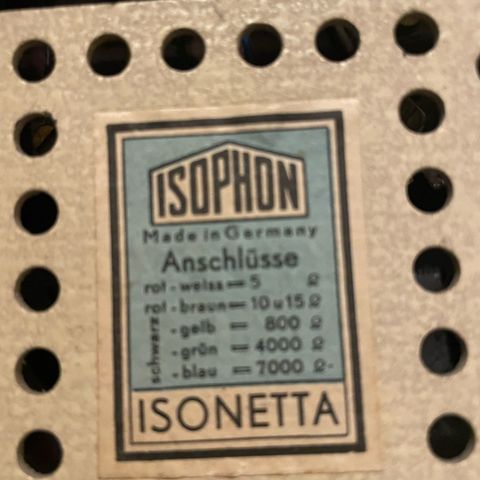 ISOPHON
Made in Germany
Anschlüsse
rot - weiss = 5 Ω
rot - braun = 10 u 15 Ω
schwarz
- gelb = 800 Ω
- grün = 4000 Ω
- blau = 7000 Ω-
ISONETTA